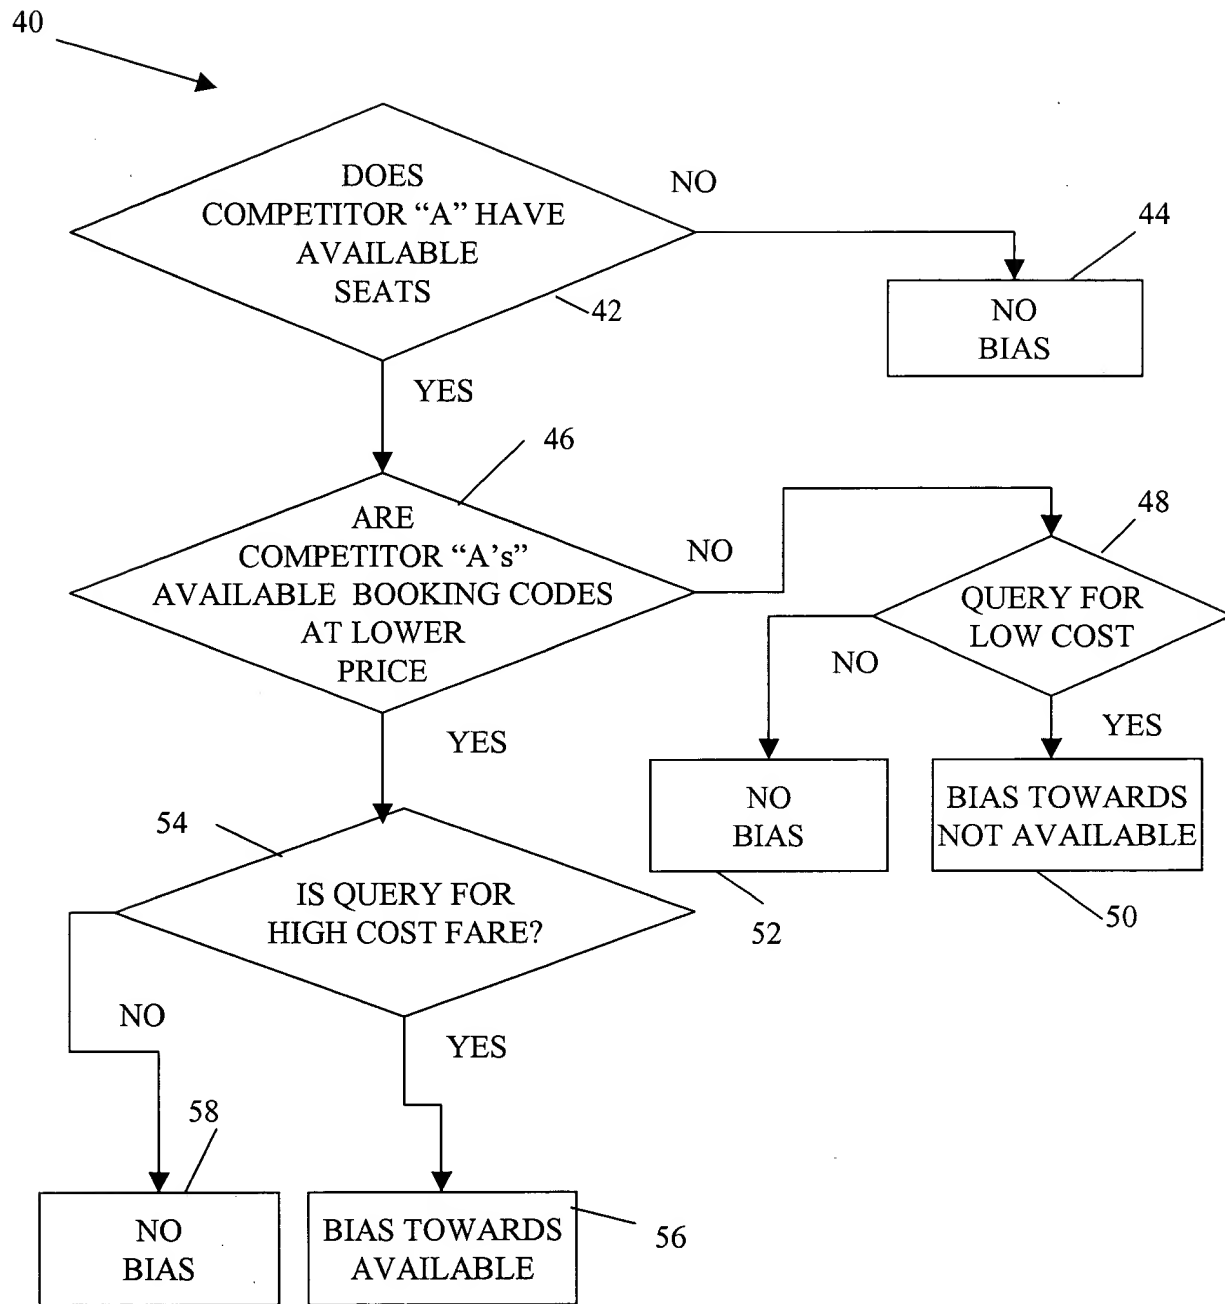 40
DOES
COMPETITOR “A” HAVE
AVAILABLE
SEATS
NO
42
44
NO
BIAS
YES
46
ARE
COMPETITOR “A's”
AVAILABLE BOOKING CODES
AT LOWER
PRICE
NO
48
QUERY FOR
LOW COST
NO
YES
YES
NO
BIAS
52
BIAS TOWARDS
NOT AVAILABLE
50
54
IS QUERY FOR
HIGH COST FARE?
NO
YES
58
NO
BIAS
BIAS TOWARDS
AVAILABLE
56